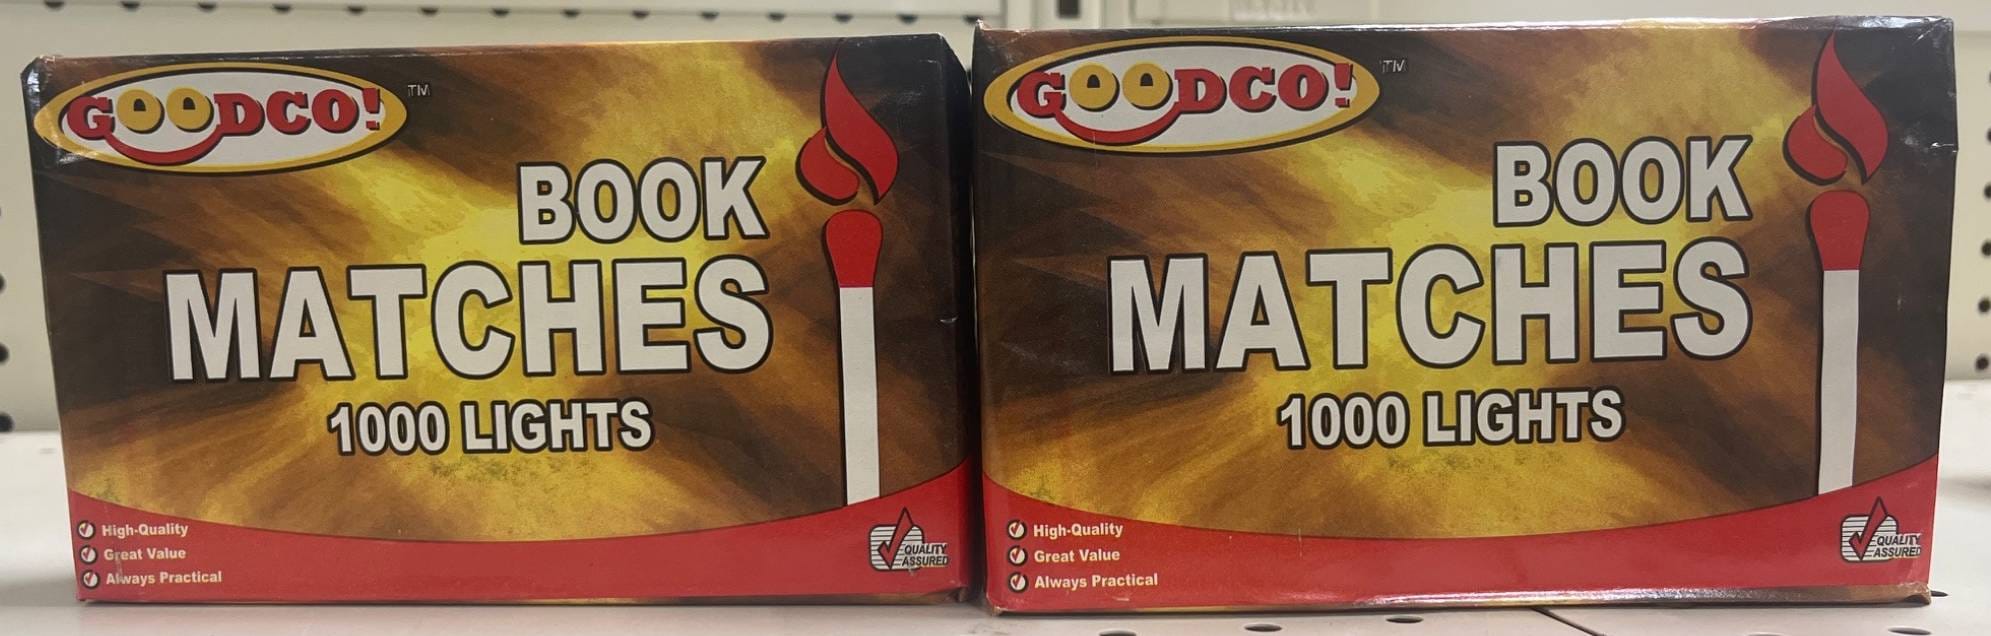 GOODCO! TM
BOOK
MATCHES
1000 LIGHTS
High-Quality
Great Value
Always Practical
QUALITY
ASSURED
GOODCO! TM
BOOK
MATCHES
1000 LIGHTS
High-Quality
Great Value
Always Practical
QUALITY
ASSURED